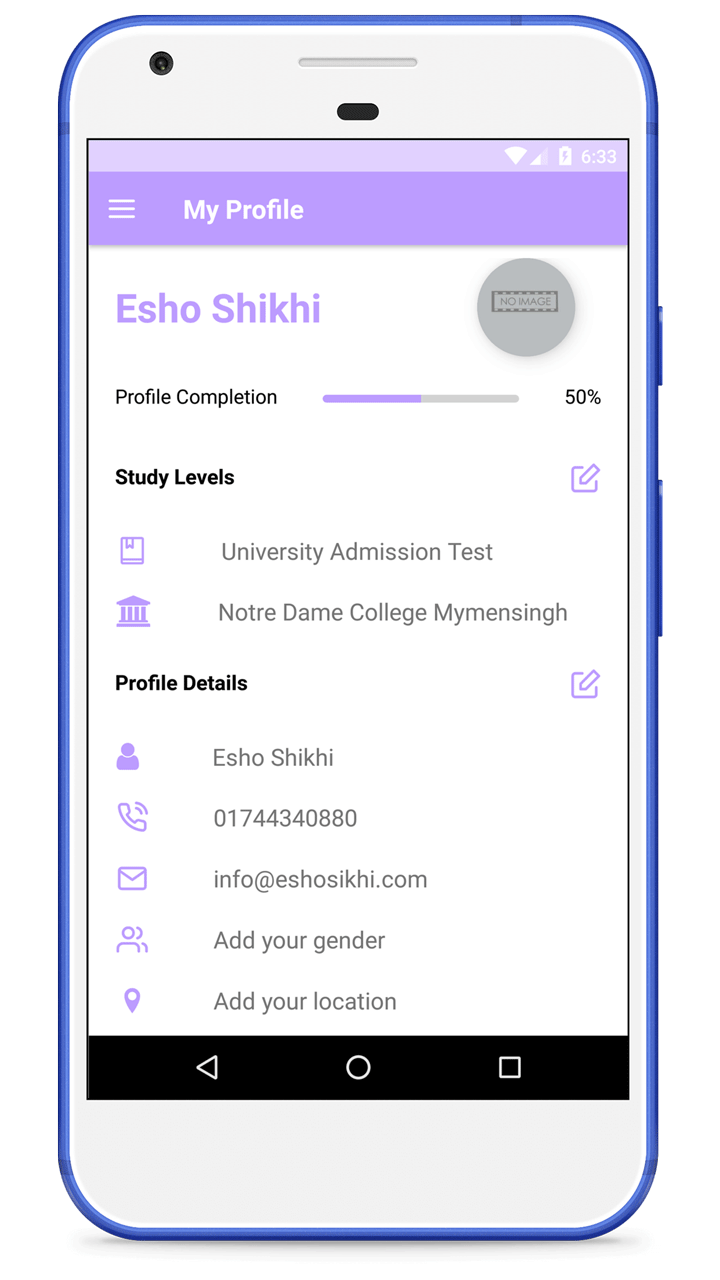 6:33
My Profile
Esho Shikhi
NO IMAGE
Profile Completion 50%
Study Levels
University Admission Test
Notre Dame College Mymensingh
Profile Details
Esho Shikhi
01744340880
info@eshosikhi.com
Add your gender
Add your location